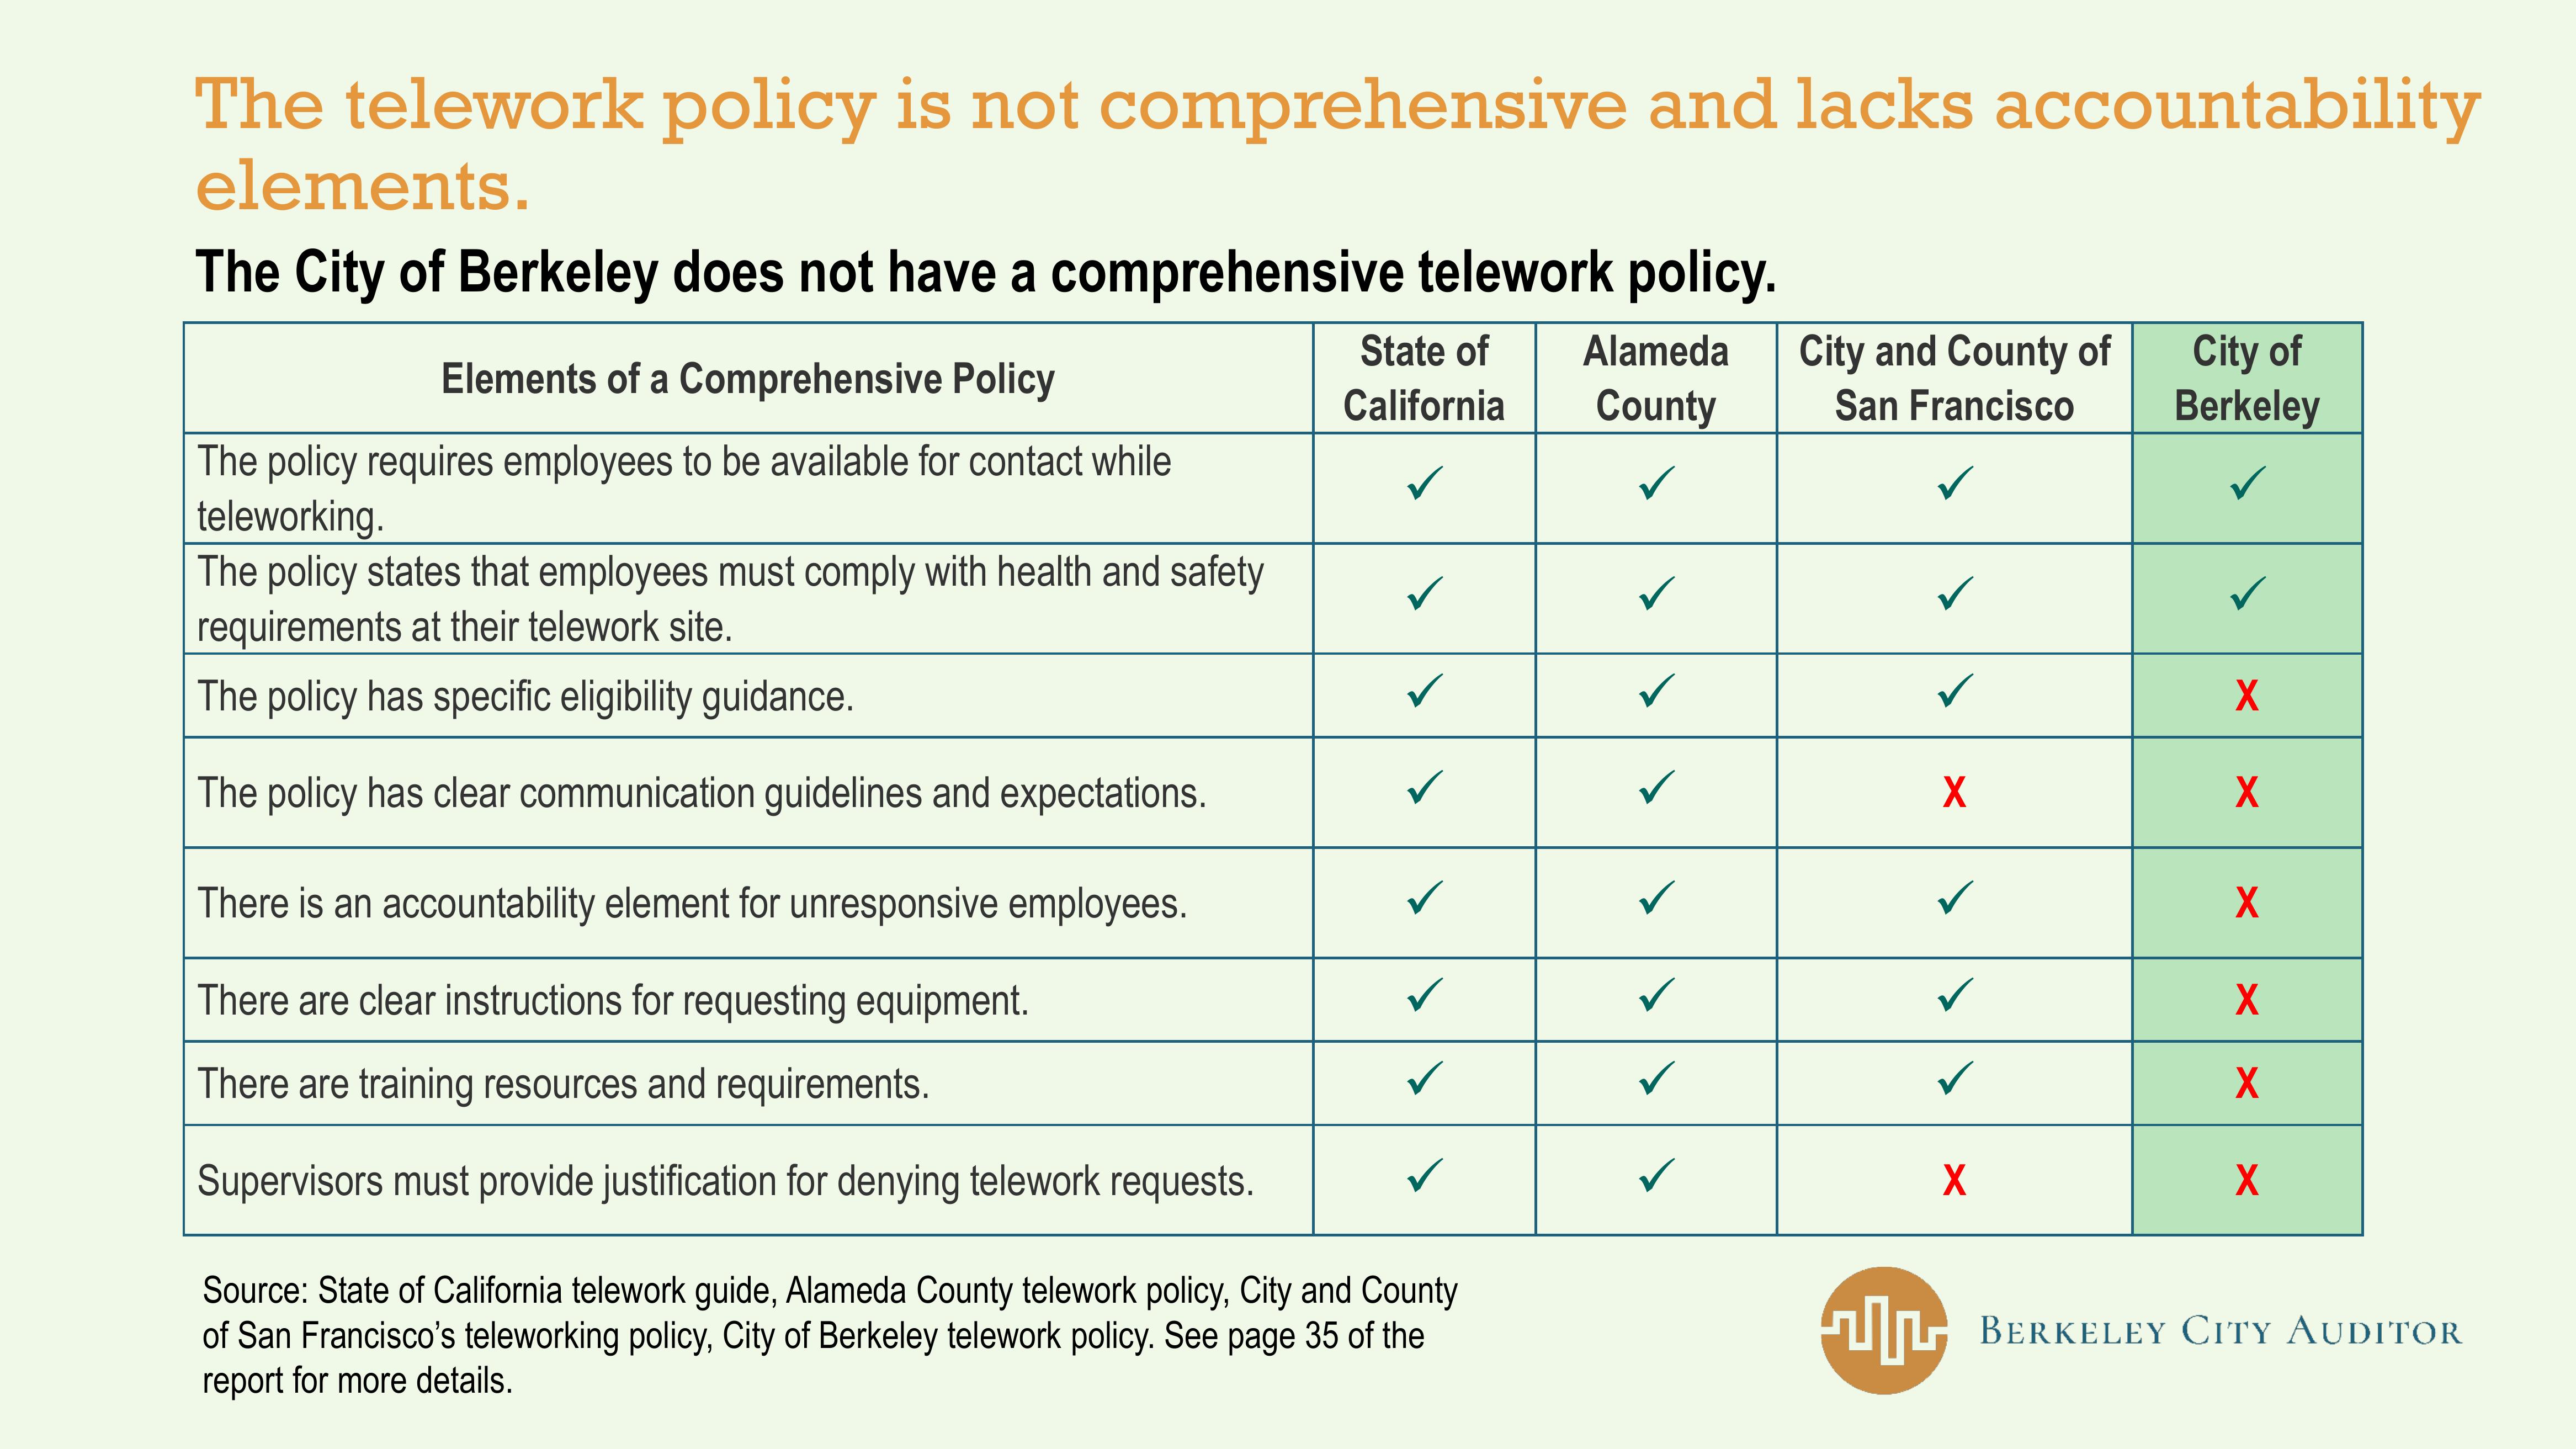 The telework policy is not comprehensive and lacks accountability
elements.
The City of Berkeley does not have a comprehensive telework policy.
Elements of a Comprehensive Policy
State of
California
Alameda
County
City and County of
San Francisco
City of
Berkeley
The policy requires employees to be available for contact while
teleworking.
✓ ✓ ✓ ✓
The policy states that employees must comply with health and safety
requirements at their telework site.
✓ ✓ ✓ ✓
The policy has specific eligibility guidance.
✓ ✓ ✓ X
The policy has clear communication guidelines and expectations.
✓ ✓ X X
There is an accountability element for unresponsive employees.
✓ ✓ ✓ X
There are clear instructions for requesting equipment.
✓ ✓ ✓ X
There are training resources and requirements.
✓ ✓ ✓ X
Supervisors must provide justification for denying telework requests.
✓ ✓ X X
Source: State of California telework guide, Alameda County telework policy, City and County
of San Francisco’s teleworking policy, City of Berkeley telework policy. See page 35 of the
report for more details.
BERKELEY CITY AUDITOR